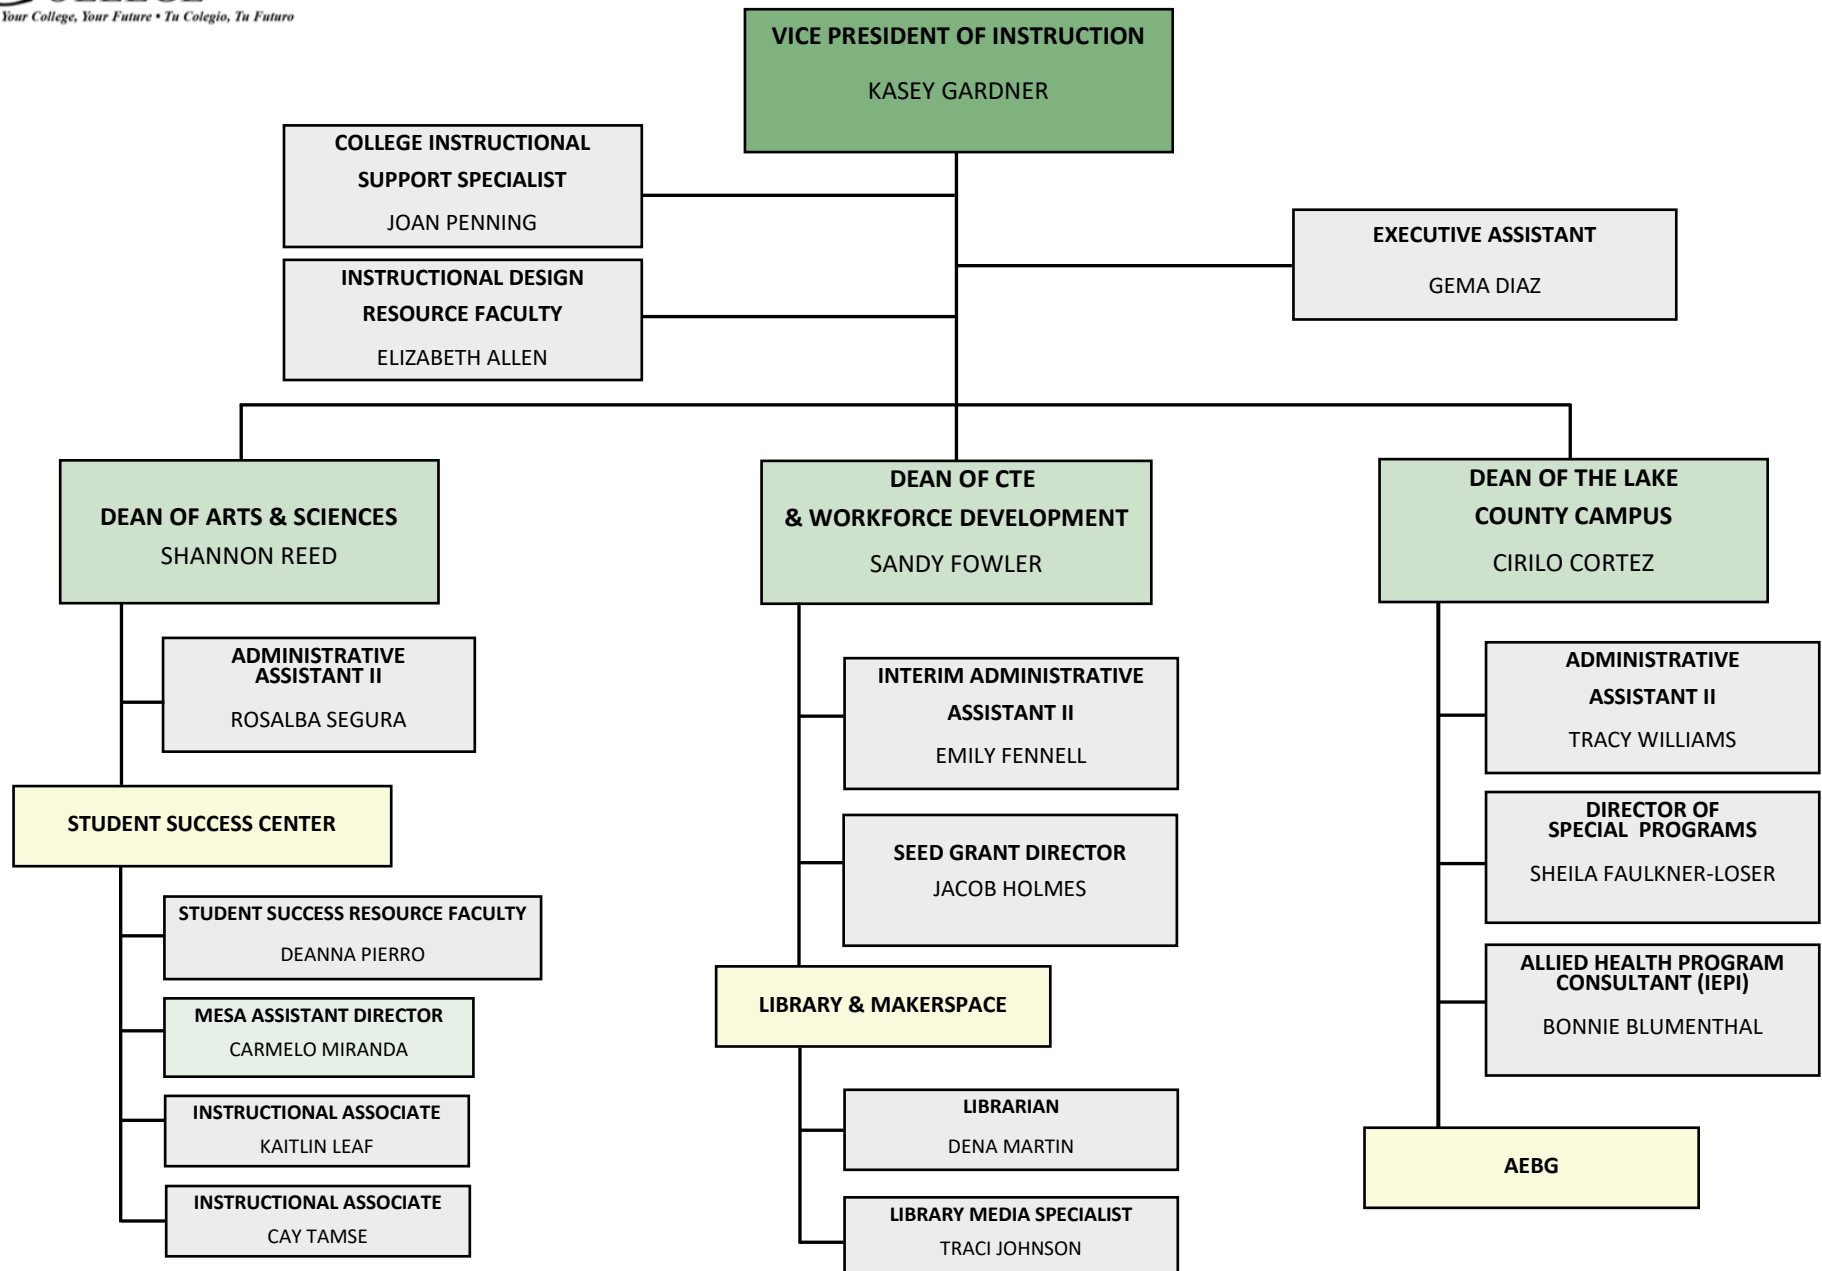 Your College, Your Future • Tu Colegio, Tu Futuro
VICE PRESIDENT OF INSTRUCTION
KASEY GARDNER
COLLEGE INSTRUCTIONAL
SUPPORT SPECIALIST
JOAN PENNING
EXECUTIVE ASSISTANT
GEMA DIAZ
INSTRUCTIONAL DESIGN
RESOURCE FACULTY
ELIZABETH ALLEN
DEAN OF ARTS & SCIENCES
SHANNON REED
DEAN OF CTE
& WORKFORCE DEVELOPMENT
SANDY FOWLER
DEAN OF THE LAKE
COUNTY CAMPUS
CIRILO CORTEZ
ADMINISTRATIVE
ASSISTANT II
ROSALBA SEGURA
STUDENT SUCCESS CENTER
STUDENT SUCCESS RESOURCE FACULTY
DEANNA PIERRO
MESA ASSISTANT DIRECTOR
CARMELO MIRANDA
INSTRUCTIONAL ASSOCIATE
KAITLIN LEAF
INSTRUCTIONAL ASSOCIATE
CAY TAMSE
INTERIM ADMINISTRATIVE
ASSISTANT II
EMILY FENNELL
SEED GRANT DIRECTOR
JACOB HOLMES
LIBRARY & MAKERSPACE
LIBRARIAN
DENA MARTIN
LIBRARY MEDIA SPECIALIST
TRACI JOHNSON
ADMINISTRATIVE
ASSISTANT II
TRACY WILLIAMS
DIRECTOR OF
SPECIAL PROGRAMS
SHEILA FAULKNER-LOSER
ALLIED HEALTH PROGRAM
CONSULTANT (IEPI)
BONNIE BLUMENTHAL
AEBG